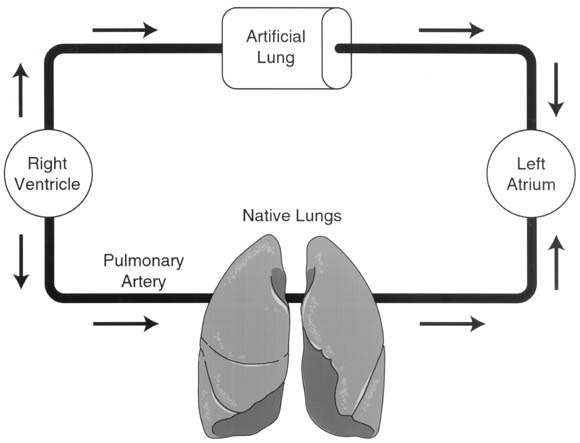 Artificial
Lung
Right
Ventricle
Left
Atrium
Native Lungs
Pulmonary
Artery